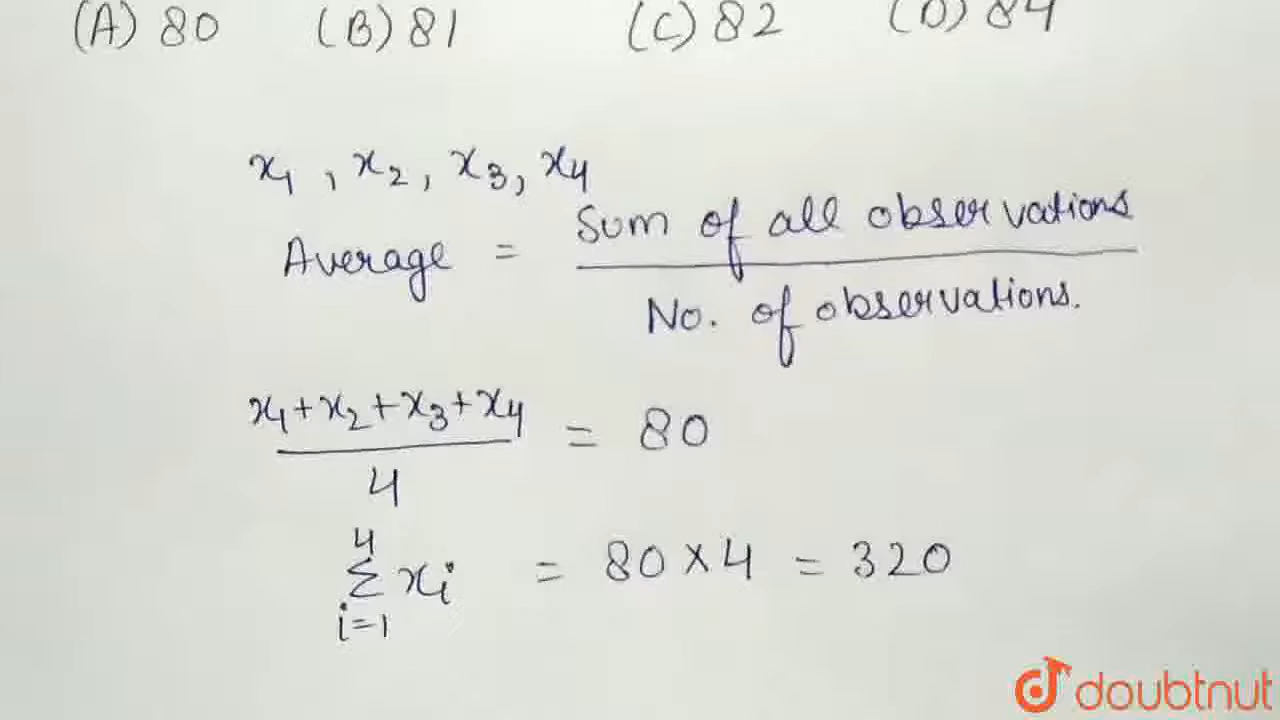 (A) 80 (B) 81 (C) 82 (D) 84
x₁, x₂, x₃, x₄
Average = Sum of all observations
No. of observations.
x₁+x₂+x₃+x₄ = 80
4
4
Σ xi = 80×4 = 320
i=1
doubtnut